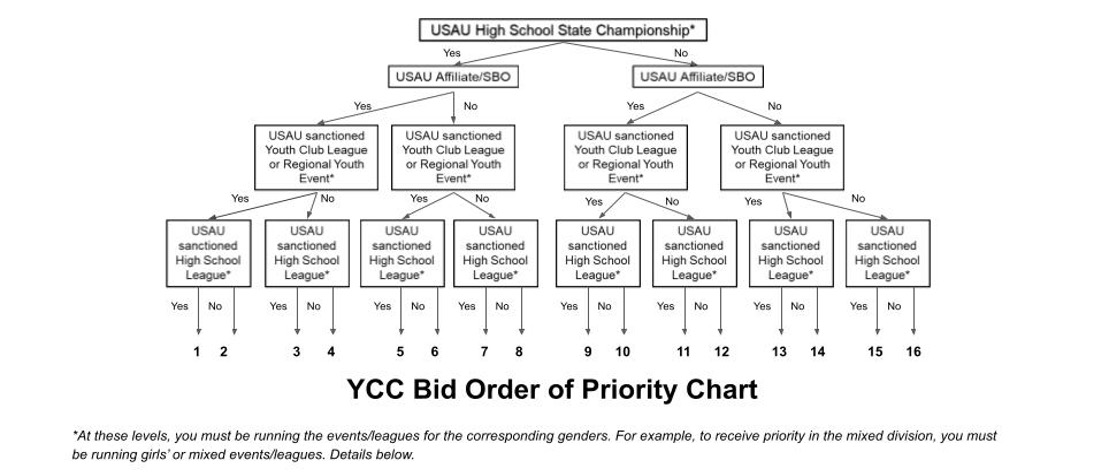 USAU High School State Championship*
Yes No
USAU Affiliate/SBO USAU Affiliate/SBO
Yes No Yes No
USAU sanctioned USAU sanctioned USAU sanctioned USAU sanctioned
Youth Club League Youth Club League Youth Club League Youth Club League
or Regional Youth or Regional Youth or Regional Youth or Regional Youth
Event* Event* Event* Event*
Yes No Yes No Yes No Yes No
USAU USAU USAU USAU USAU USAU USAU USAU
sanctioned sanctioned sanctioned sanctioned sanctioned sanctioned sanctioned sanctioned
High School High School High School High School High School High School High School High School
League* League* League* League* League* League* League* League*
Yes No Yes No Yes No Yes No Yes No Yes No Yes No Yes No
1 2 3 4 5 6 7 8 9 10 11 12 13 14 15 16
YCC Bid Order of Priority Chart
*At these levels, you must be running the events/leagues for the corresponding genders. For example, to receive priority in the mixed division, you must
be running girls' or mixed events/leagues. Details below.